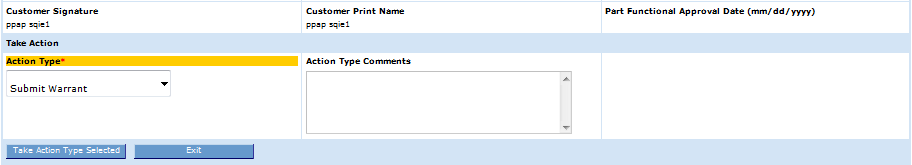 Customer Signature
Customer Print Name
Part Functional Approval Date (mm/dd/yyyy)
ppap sqie1
ppap sqie1
Take Action
Action Type*
Action Type Comments
Submit Warrant
Take Action Type Selected
Exit